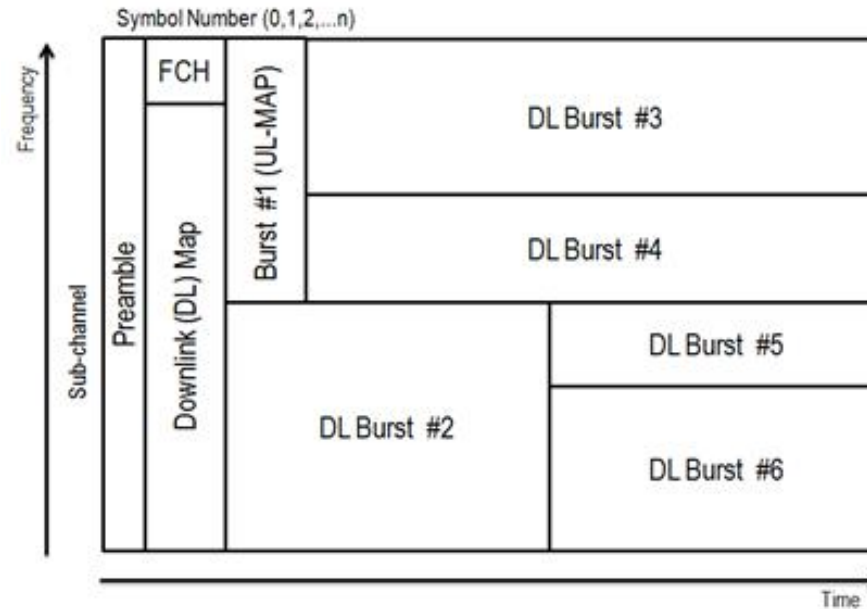 Symbol Number (0,1,2,...n)
Frequency
Sub-channel
Preamble
FCH
Downlink (DL) Map
Burst #1 (UL-MAP)
DL Burst #3
DL Burst #4
DL Burst #2
DL Burst #5
DL Burst #6
Time